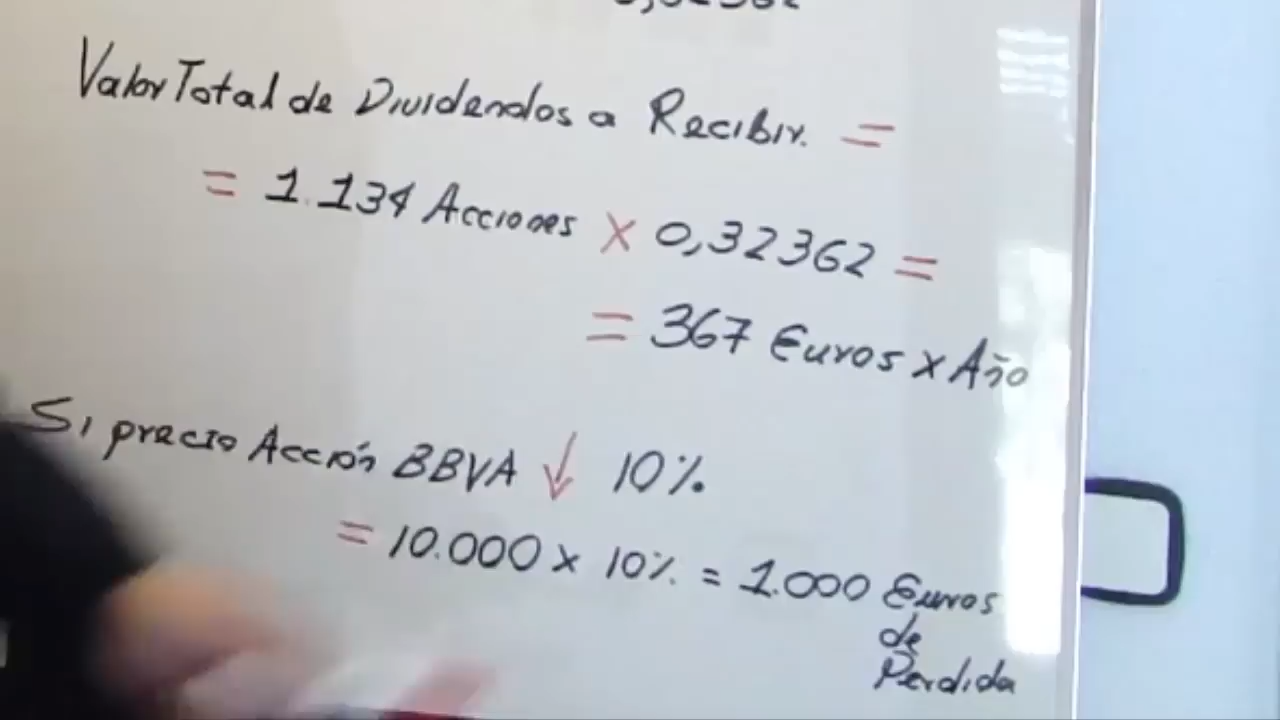 Valor Total de Dividendos a Recibir. =
= 1.134 Acciones x 0,32362 =
= 367 Euros x Año
Si precio Acción BBVA ↓ 10%
= 10.000 x 10% = 1.000 Euros
de
Perdida